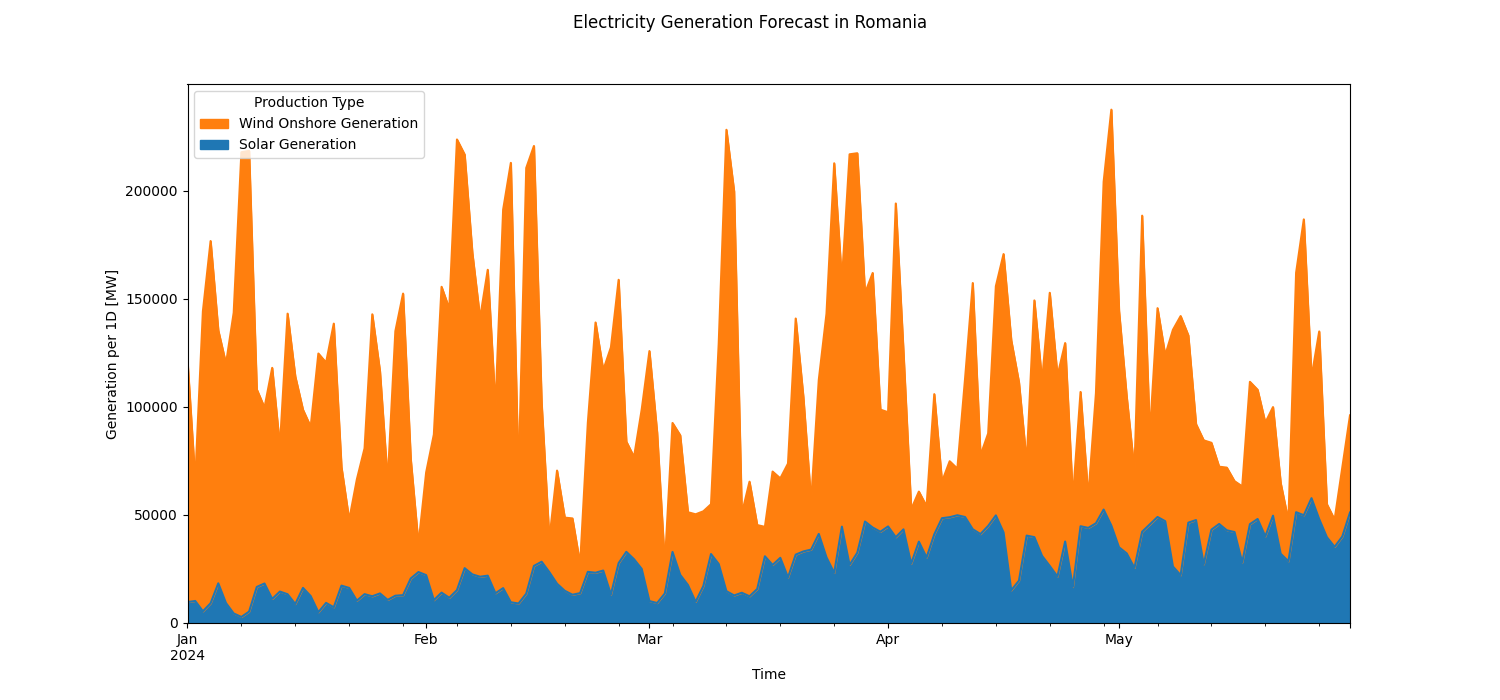 Electricity Generation Forecast in Romania
Production Type
Wind Onshore Generation
Solar Generation
Generation per 1D [MW]
200000
150000
100000
50000
0
Jan
2024
Feb
Mar
Apr
May
Time